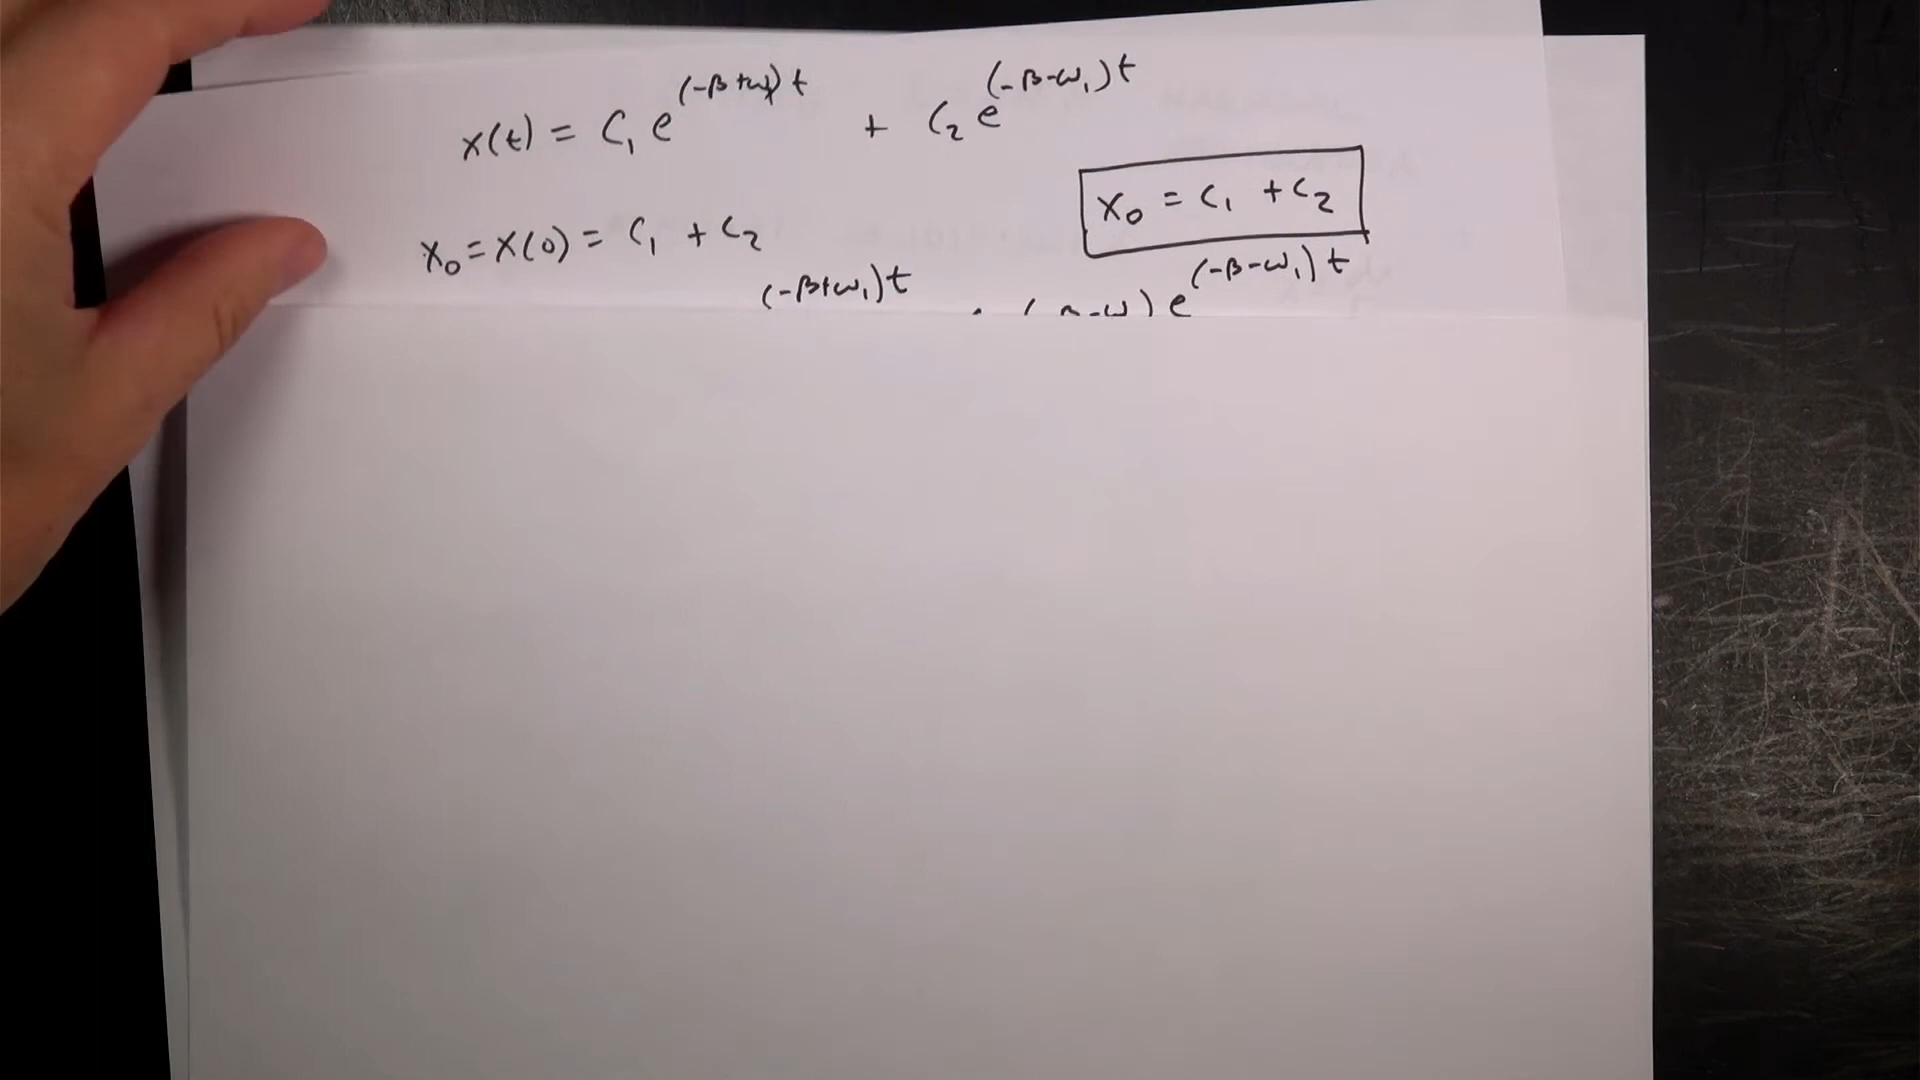 x(t) = C₁ e^(-β+ω₁)t + C₂ e^(-β-ω₁)t
x₀ = x(0) = C₁ + C₂
x₀ = C₁ + C₂
(-β+ω₁)t
e^(-β-ω₁)t